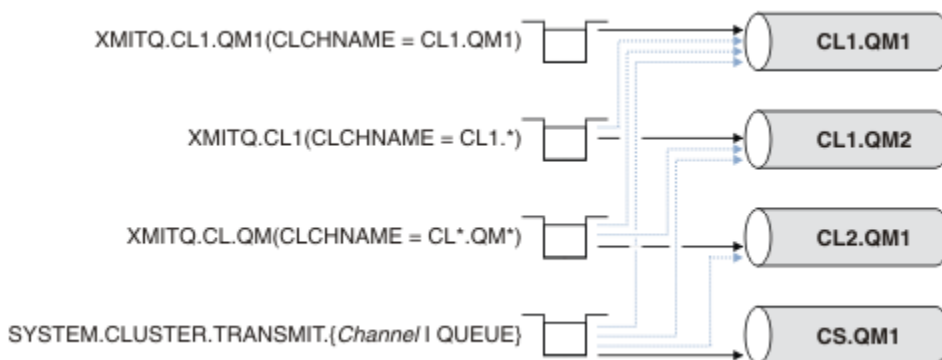 XMITQ.CL1.QM1(CLCHNAME = CL1.QM1)
CL1.QM1
XMITQ.CL1(CLCHNAME = CL1.*)
CL1.QM2
XMITQ.CL.QM(CLCHNAME = CL*.QM*)
CL2.QM1
SYSTEM.CLUSTER.TRANSMIT.{Channel I QUEUE}
CS.QM1